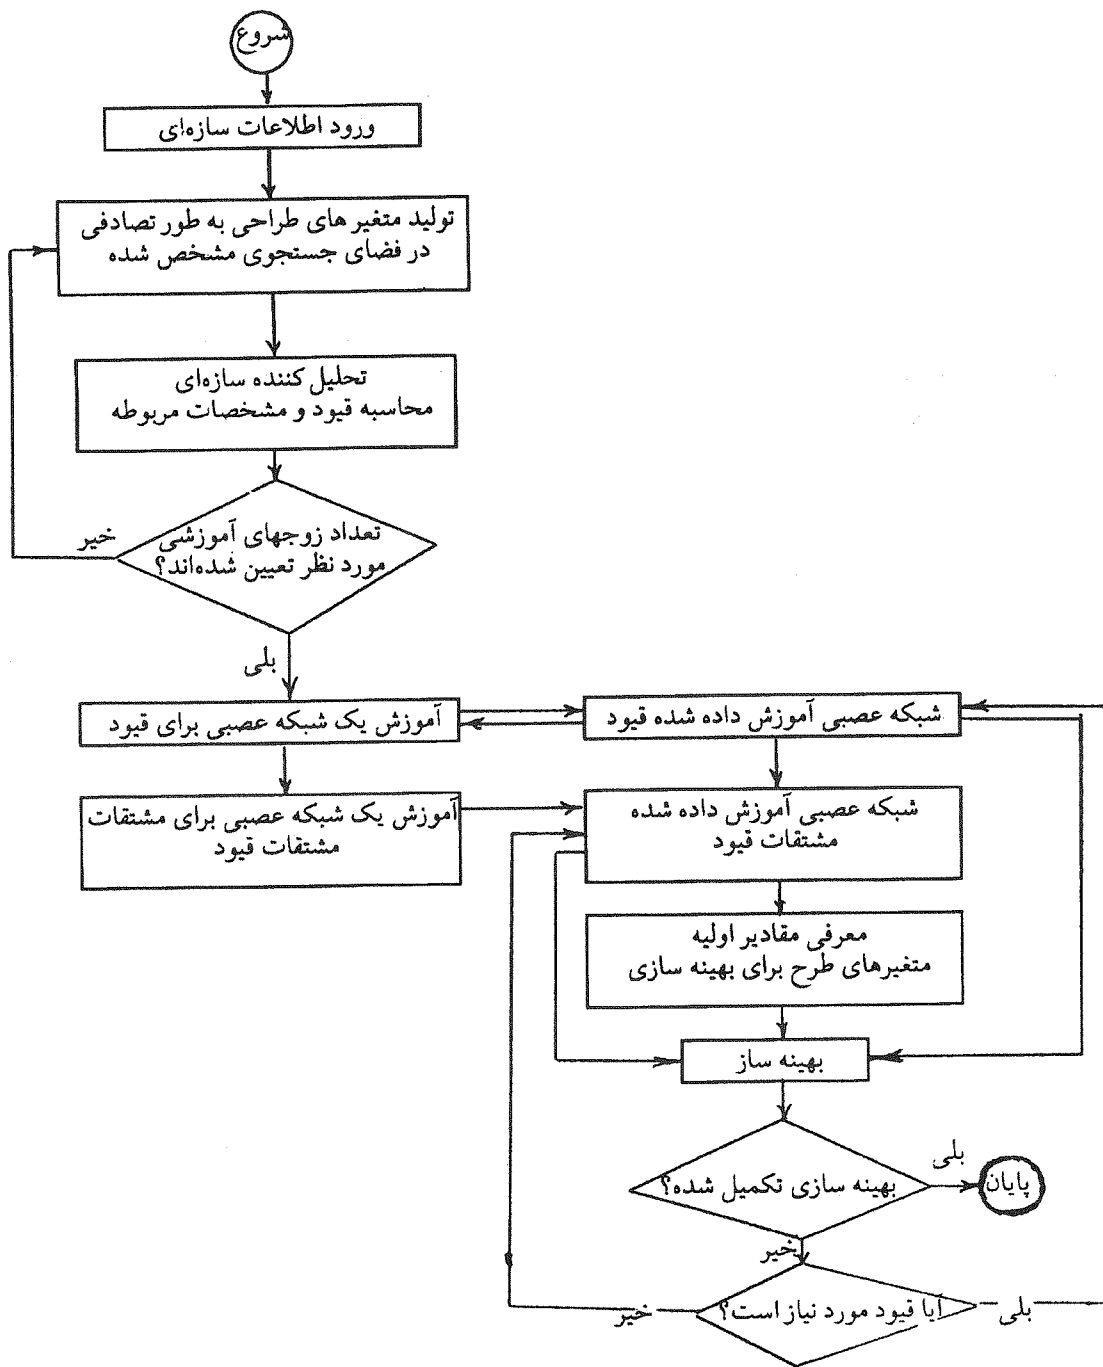 شروع
ورود اطلاعات سازه‌ای
تولید متغیر های طراحی به طور تصادفی
در فضای جستجوی مشخص شده
تحلیل کننده سازه‌ای
محاسبه قیود و مشخصات مربوطه
تعداد زوجهای آموزشی
مورد نظر تعیین شده‌اند؟
خیر
بلی
آموزش یک شبکه عصبی برای قیود
شبکه عصبی آموزش داده شده قیود
آموزش یک شبکه عصبی برای مشتقات
مشتقات قیود
شبکه عصبی آموزش داده شده
مشتقات قیود
معرفی مقادیر اولیه
متغیرهای طرح برای بهینه سازی
بهینه ساز
بهینه سازی تکمیل شده؟
بلی
پایان
خیر
آیا قیود مورد نیاز است؟
بلی
خیر